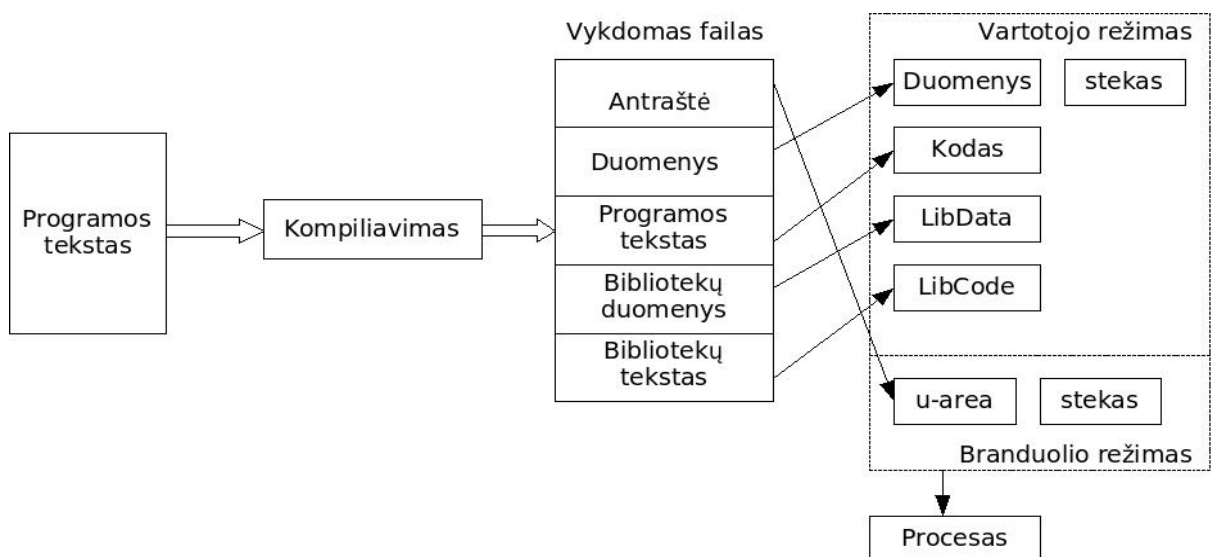 Programos
tekstas
Kompiliavimas
Vykdomas failas
Antraštė
Duomenys
Programos
tekstas
Bibliotekų
duomenys
Bibliotekų
tekstas
Vartotojo režimas
Duomenys
stekas
Kodas
LibData
LibCode
u-area
stekas
Branduolio režimas
Procesas